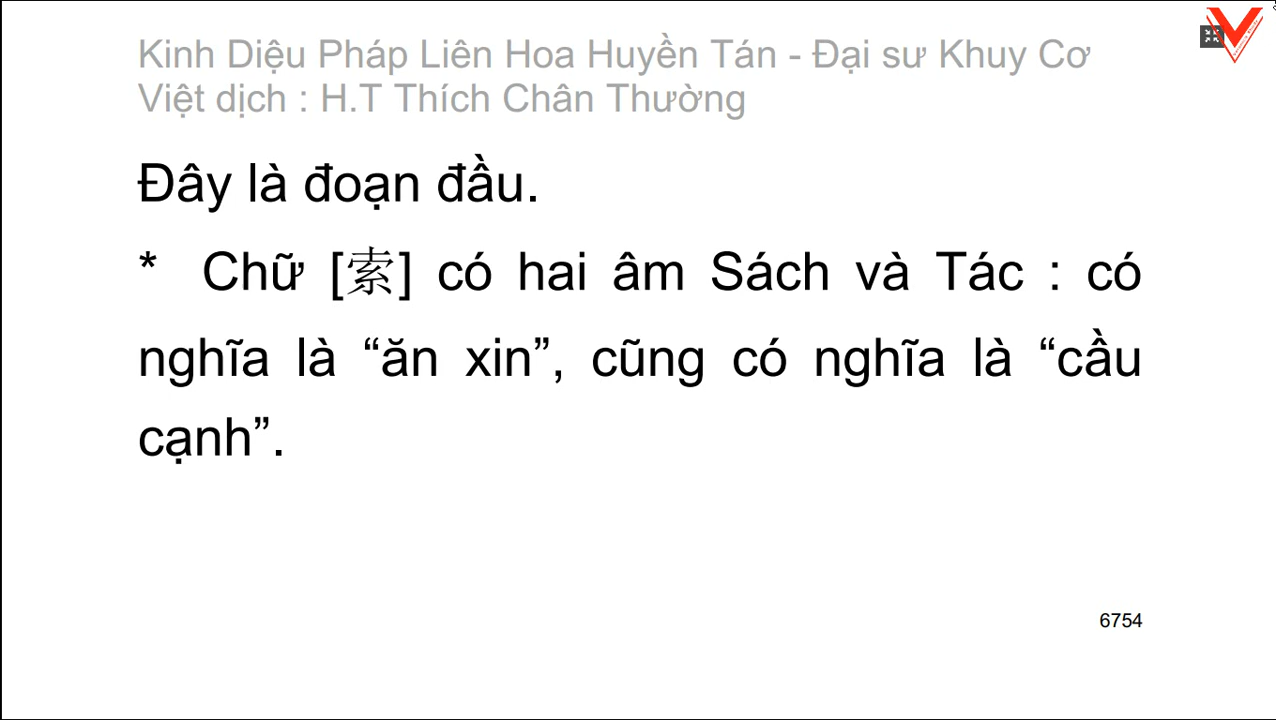 Kinh Diệu Pháp Liên Hoa Huyền Tán - Đại sư Khuy Cơ
Việt dịch : H.T Thích Chân Thường
Đây là đoạn đầu.
* Chữ [索] có hai âm Sách và Tác : có
nghĩa là “ăn xin”, cũng có nghĩa là “cầu
cạnh”.
6754